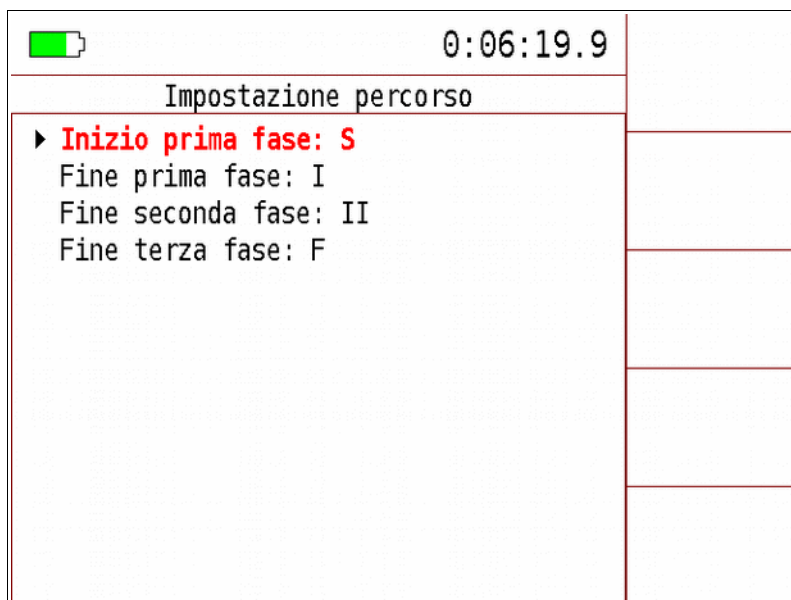 0:06:19.9
Impostazione percorso
Inizio prima fase: S
Fine prima fase: I
Fine seconda fase: II
Fine terza fase: F